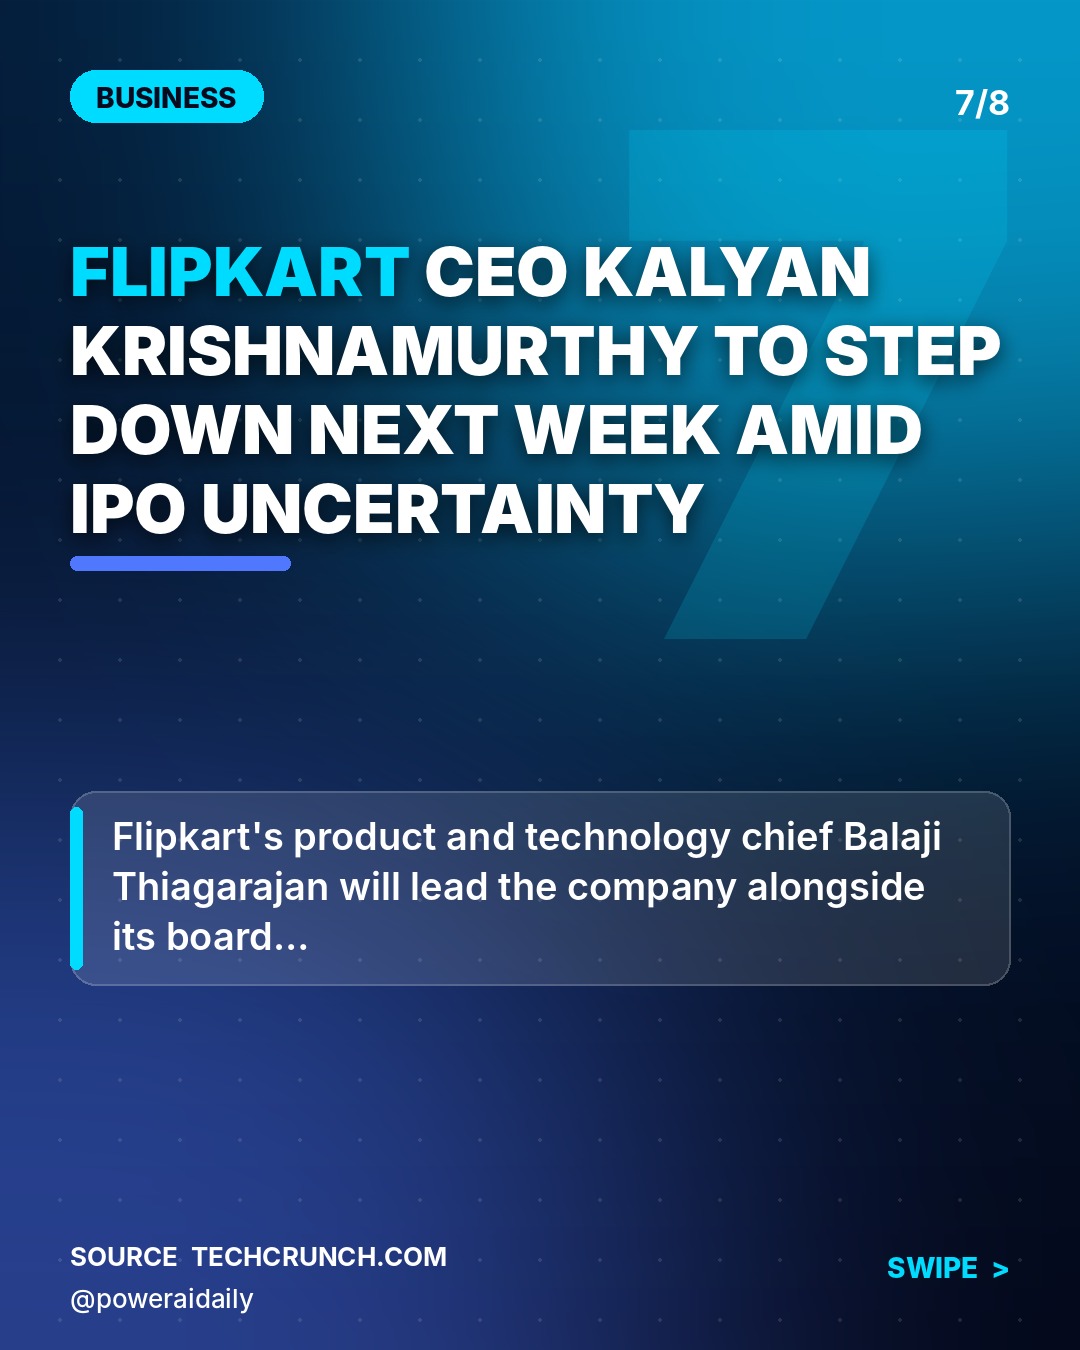 BUSINESS
7/8
7
FLIPKART CEO KALYAN
KRISHNAMURTHY TO STEP
DOWN NEXT WEEK AMID
IPO UNCERTAINTY
Flipkart's product and technology chief Balaji
Thiagarajan will lead the company alongside
its board...
SOURCE TECHCRUNCH.COM
@poweraidaily
SWIPE >